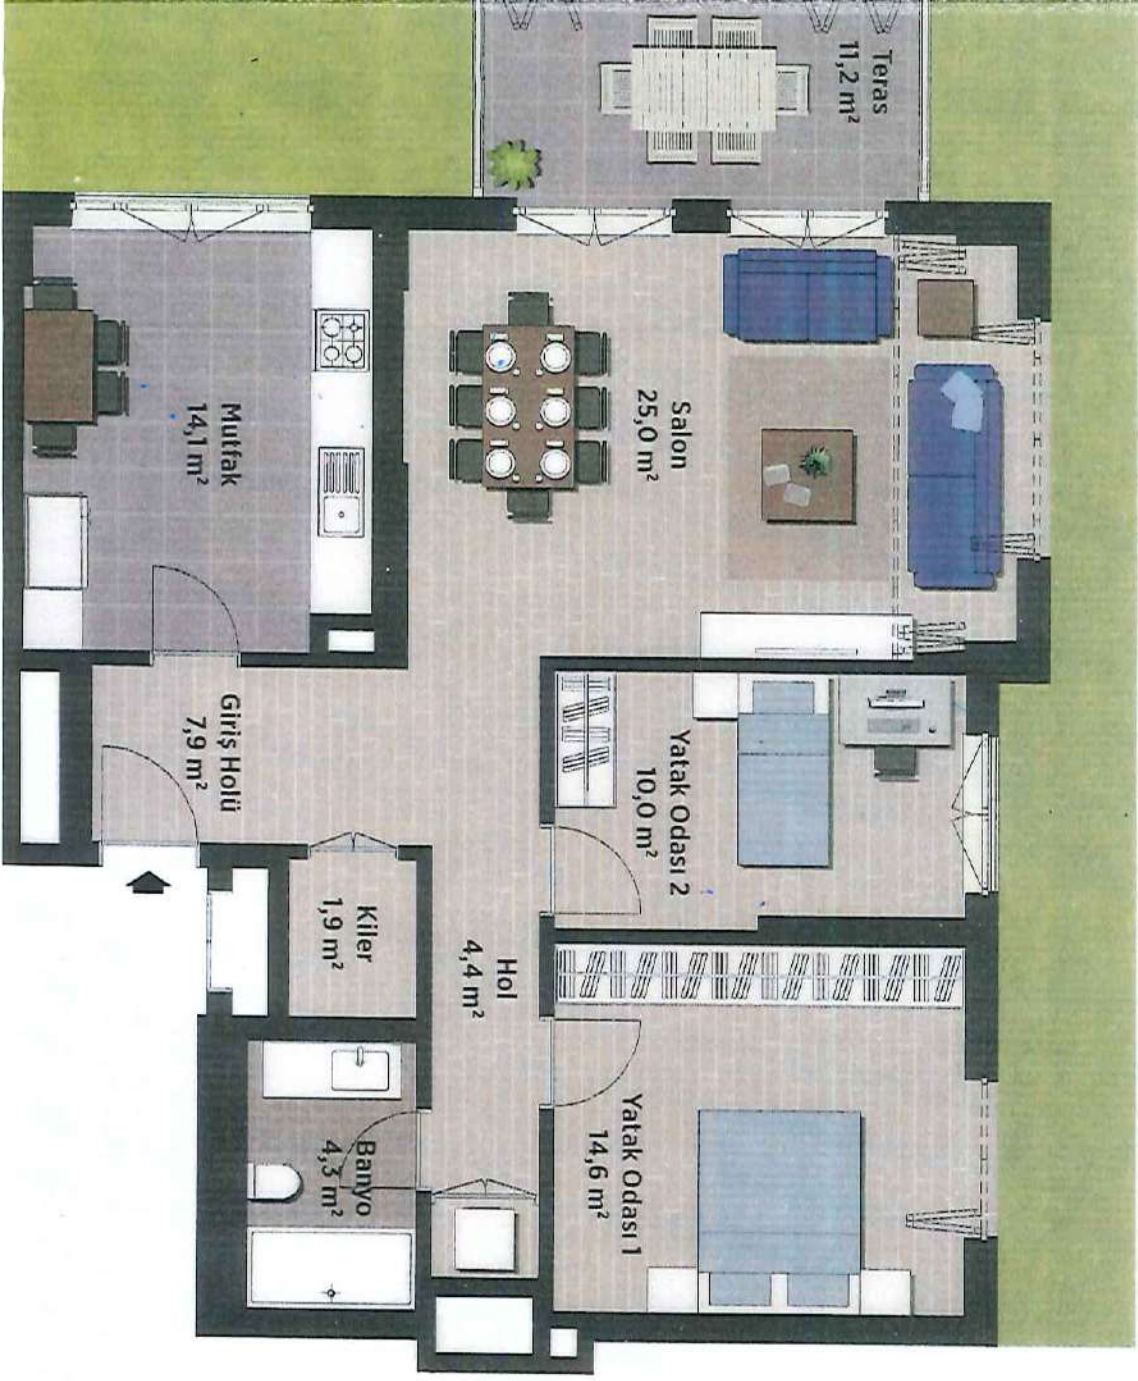 Teras
11,2 m²
Salon
25,0 m²
Mutfak
14,1 m²
Yatak Odası 2
10,0 m²
Giriş Holü
7,9 m²
Kiler
1,9 m²
Hol
4,4 m²
Yatak Odası 1
14,6 m²
Banyo
4,3 m²